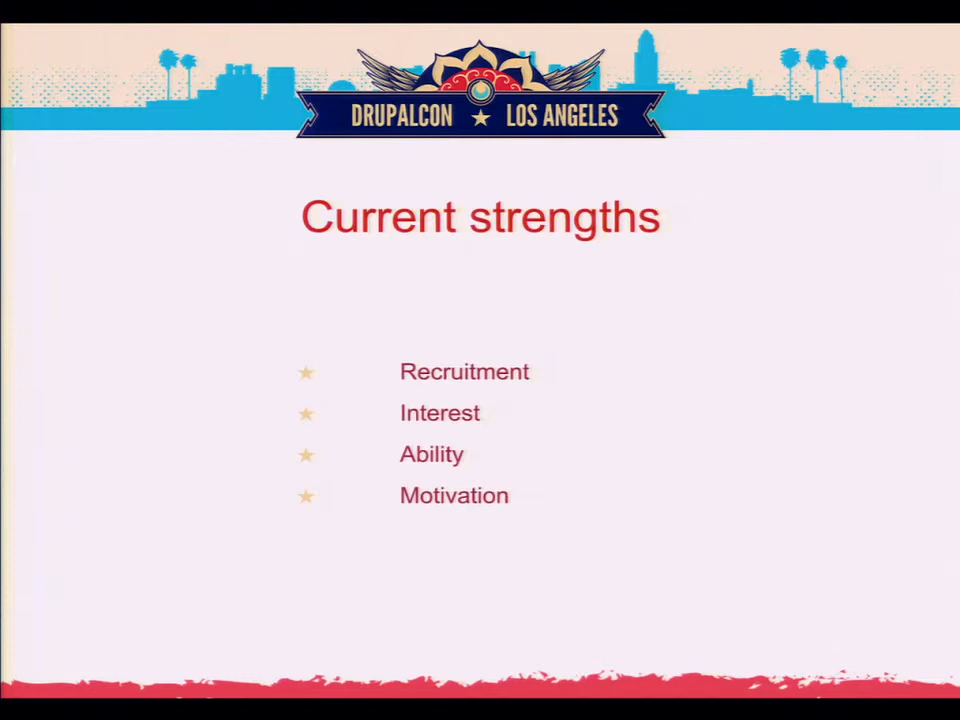 DRUPALCON ★ LOS ANGELES
Current strengths
★ Recruitment
★ Interest
★ Ability
★ Motivation